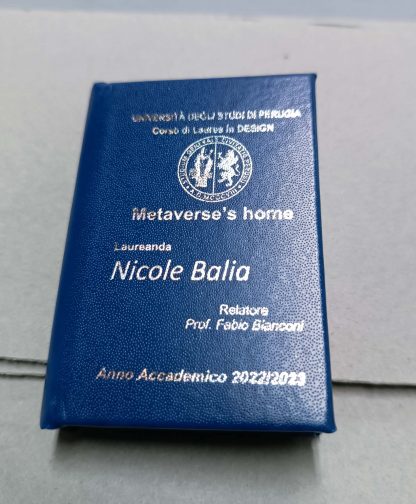 UNIVERSITÀ DEGLI STUDI DI PERUGIA
Corso di Laurea in DESIGN
Metaverse's home
Laureanda
Nicole Balia
Relatore
Prof. Fabio Bianconi
Anno Accademico 2022/2023